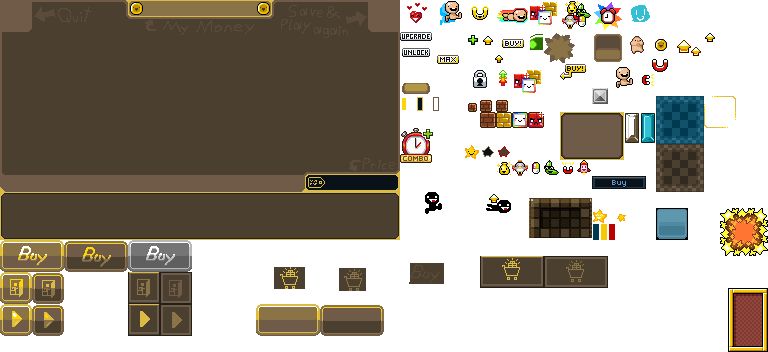 Quit
Save &
Play again
My Money
Price
UPGRADE
UNLOCK
MAX
BUY!
BUY!
COMBO
Buy
Buy
Buy
Buy
Buy